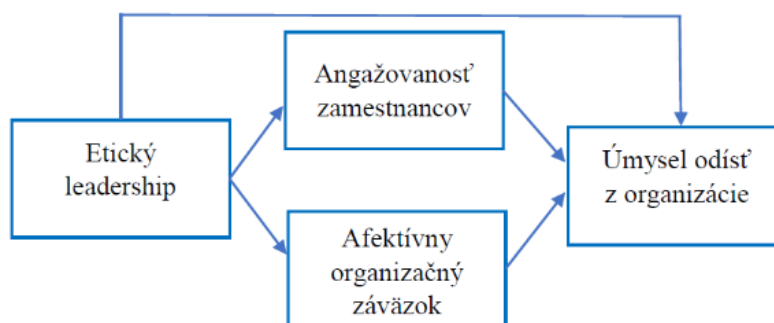 Angažovanosť
zamestnancov
Etický
leadership
Úmysel odísť
z organizácie
Afektívny
organizačný
záväzok